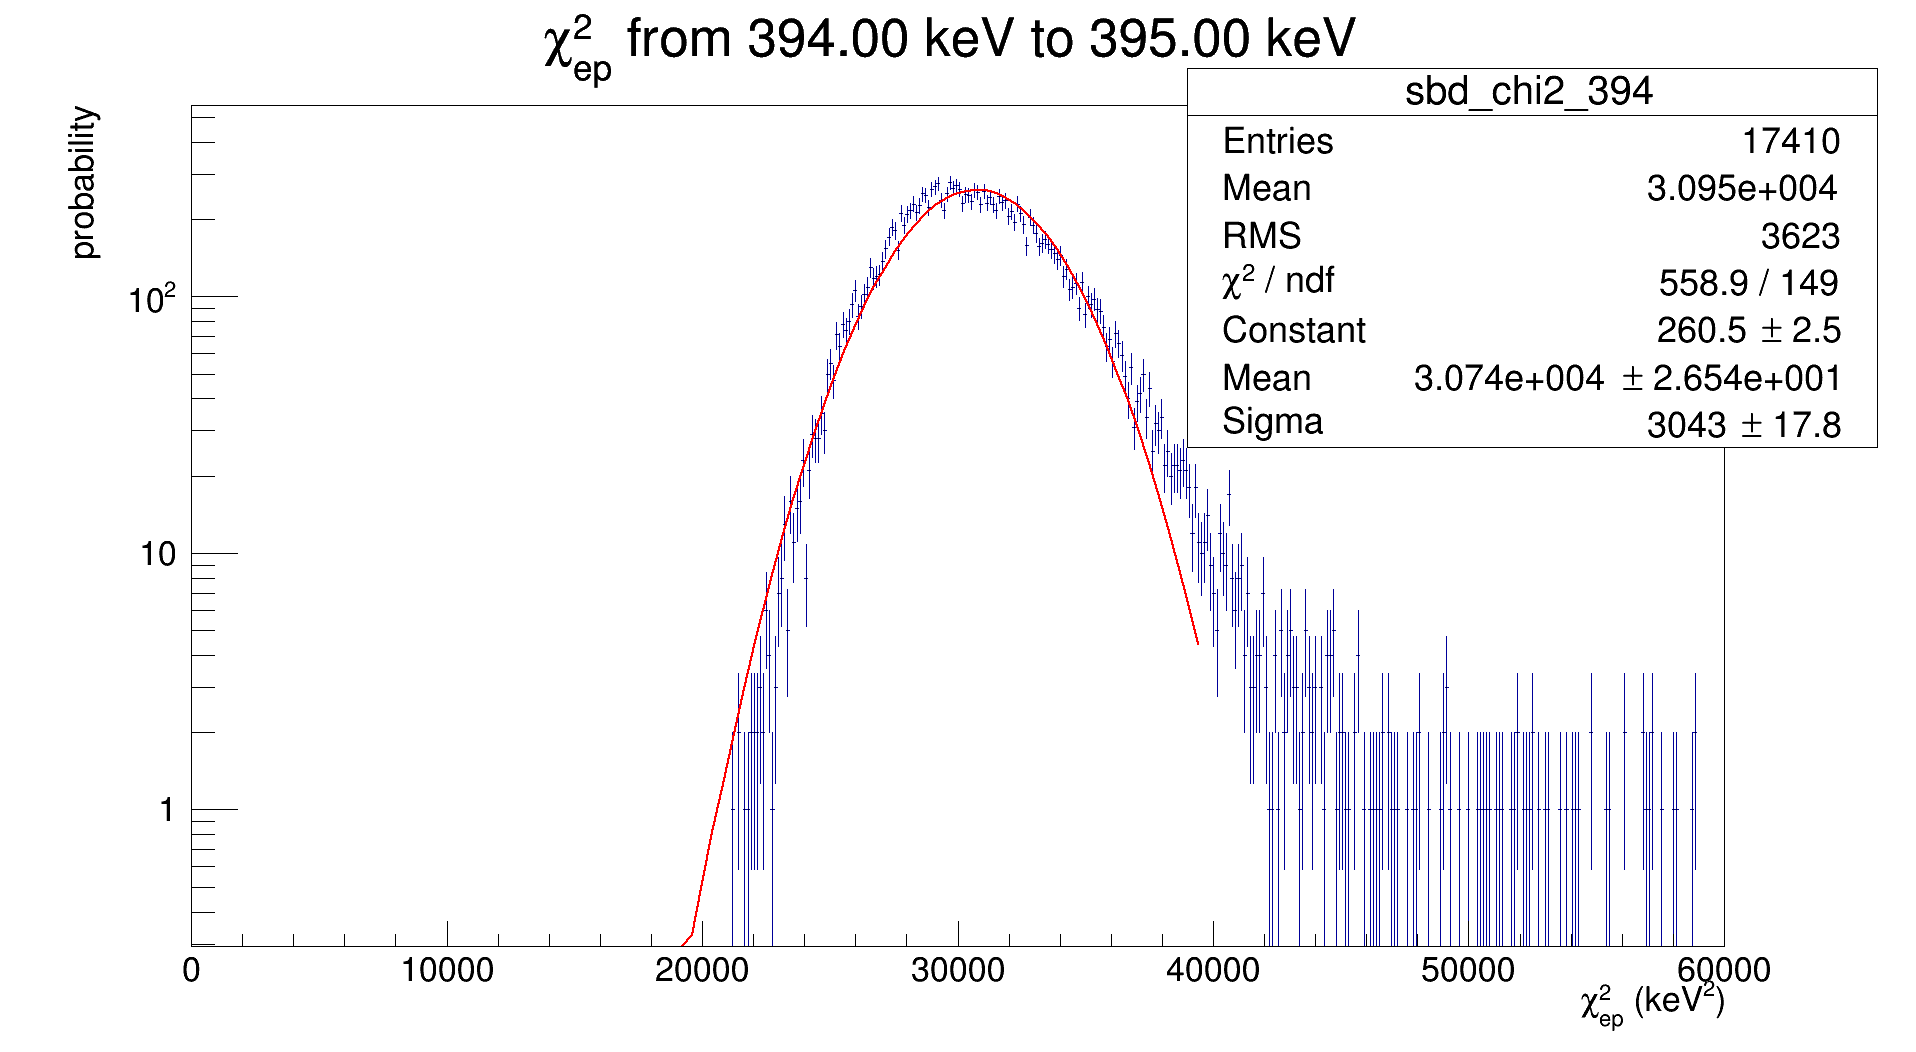 χ²ep from 394.00 keV to 395.00 keV
probability
sbd_chi2_394
Entries 17410
Mean 3.095e+004
RMS 3623
χ² / ndf 558.9 / 149
Constant 260.5 ± 2.5
Mean 3.074e+004 ± 2.654e+001
Sigma 3043 ± 17.8
10²
10
1
0 10000 20000 30000 40000 50000 60000
χ²ep (keV²)